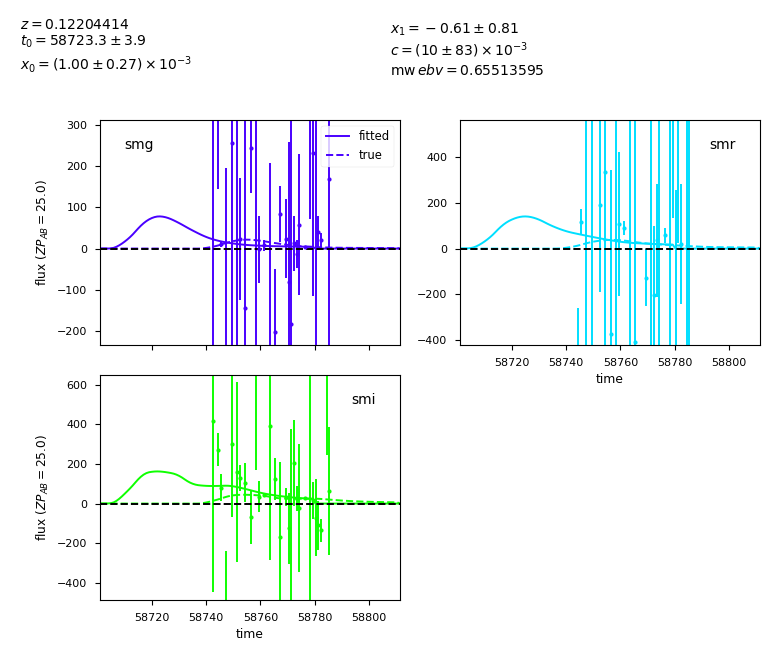 z = 0.12204414
t₀ = 58723.3 ± 3.9
x₀ = (1.00 ± 0.27) × 10⁻³
x₁ = −0.61 ± 0.81
c = (10 ± 83) × 10⁻³
mw ebv = 0.65513595
smg
fitted
true
300
200
100
0
−100
−200
flux (ZP_AB = 25.0)
smr
400
200
0
−200
−400
58720 58740 58760 58780 58800
time
smi
600
400
200
0
−200
−400
flux (ZP_AB = 25.0)
58720 58740 58760 58780 58800
time